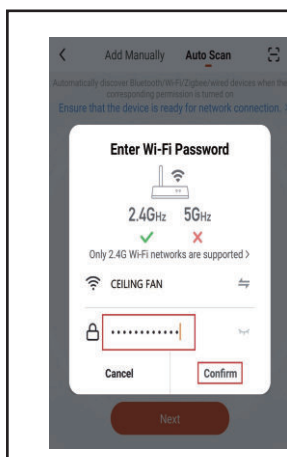 Add Manually Auto Scan
Automatically discover Bluetooth/Wi-Fi/Zigbee/wired devices when the
corresponding permission is turned on
Ensure that the device is ready for network connection.
Enter Wi-Fi Password
2.4GHz 5GHz
Only 2.4G Wi-Fi networks are supported >
CEILING FAN
Cancel Confirm
Next